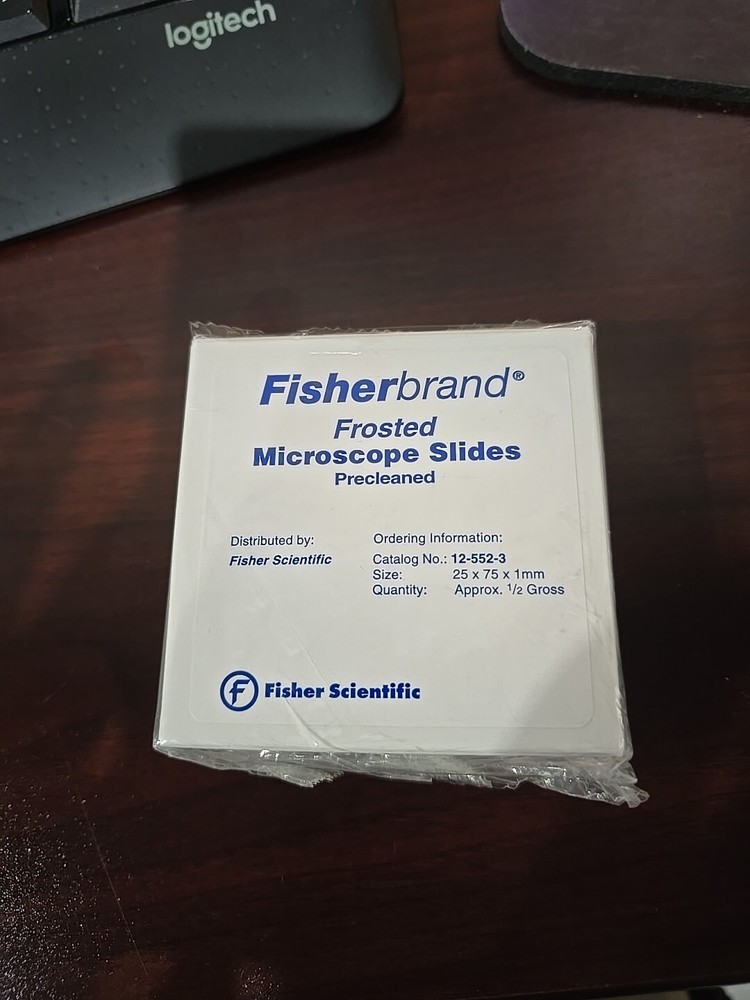 logitech
Fisherbrand®
Frosted
Microscope Slides
Precleaned
Distributed by:
Fisher Scientific
Ordering Information:
Catalog No.: 12-552-3
Size: 25 x 75 x 1mm
Quantity: Approx. 1/2 Gross
F Fisher Scientific